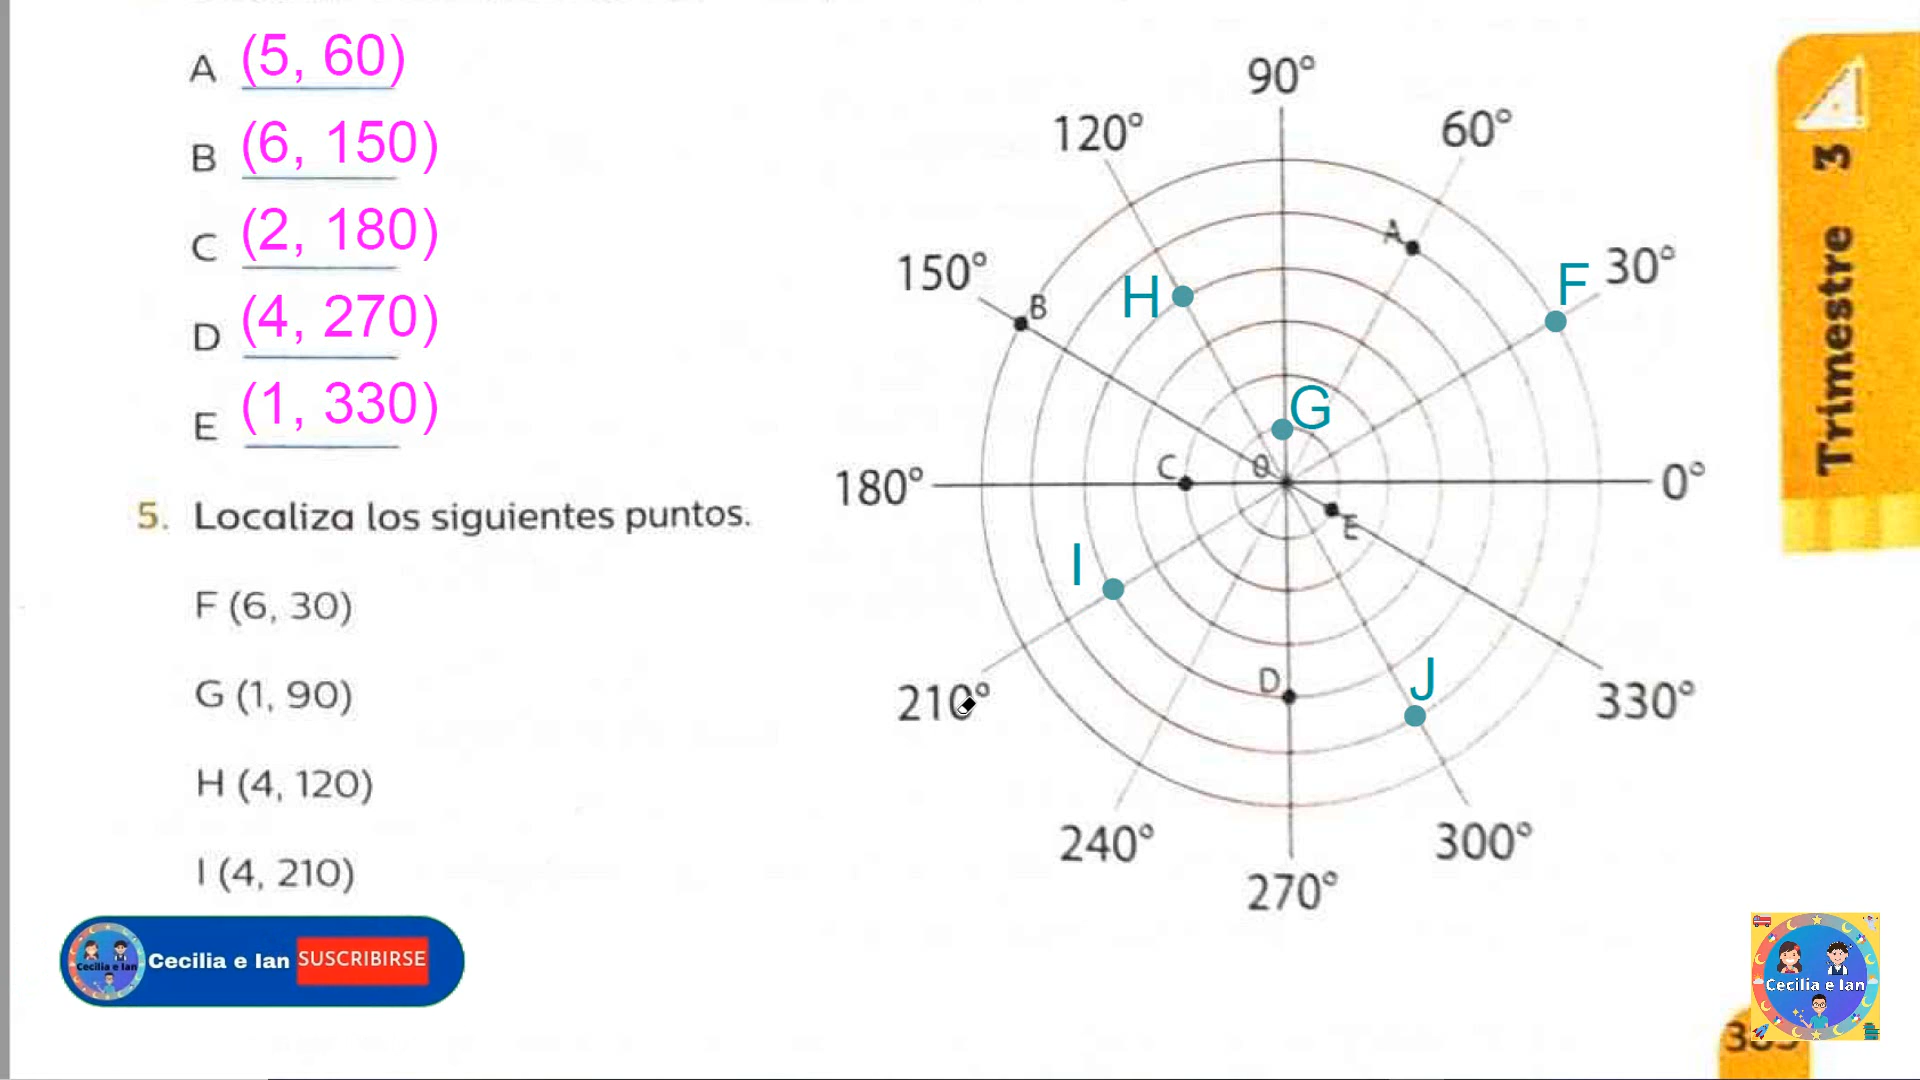 A (5, 60)
B (6, 150)
C (2, 180)
D (4, 270)
E (1, 330)
5. Localiza los siguientes puntos.
F (6, 30)
G (1, 90)
H (4, 120)
I (4, 210)
90°
120°
60°
150°
30°
180°
0°
210°
330°
240°
300°
270°
A
B
H
F
G
C
0
E
I
D
J
Trimestre 3
Cecilia e Ian
Cecilia e Ian SUSCRIBIRSE
Cecilia e Ian